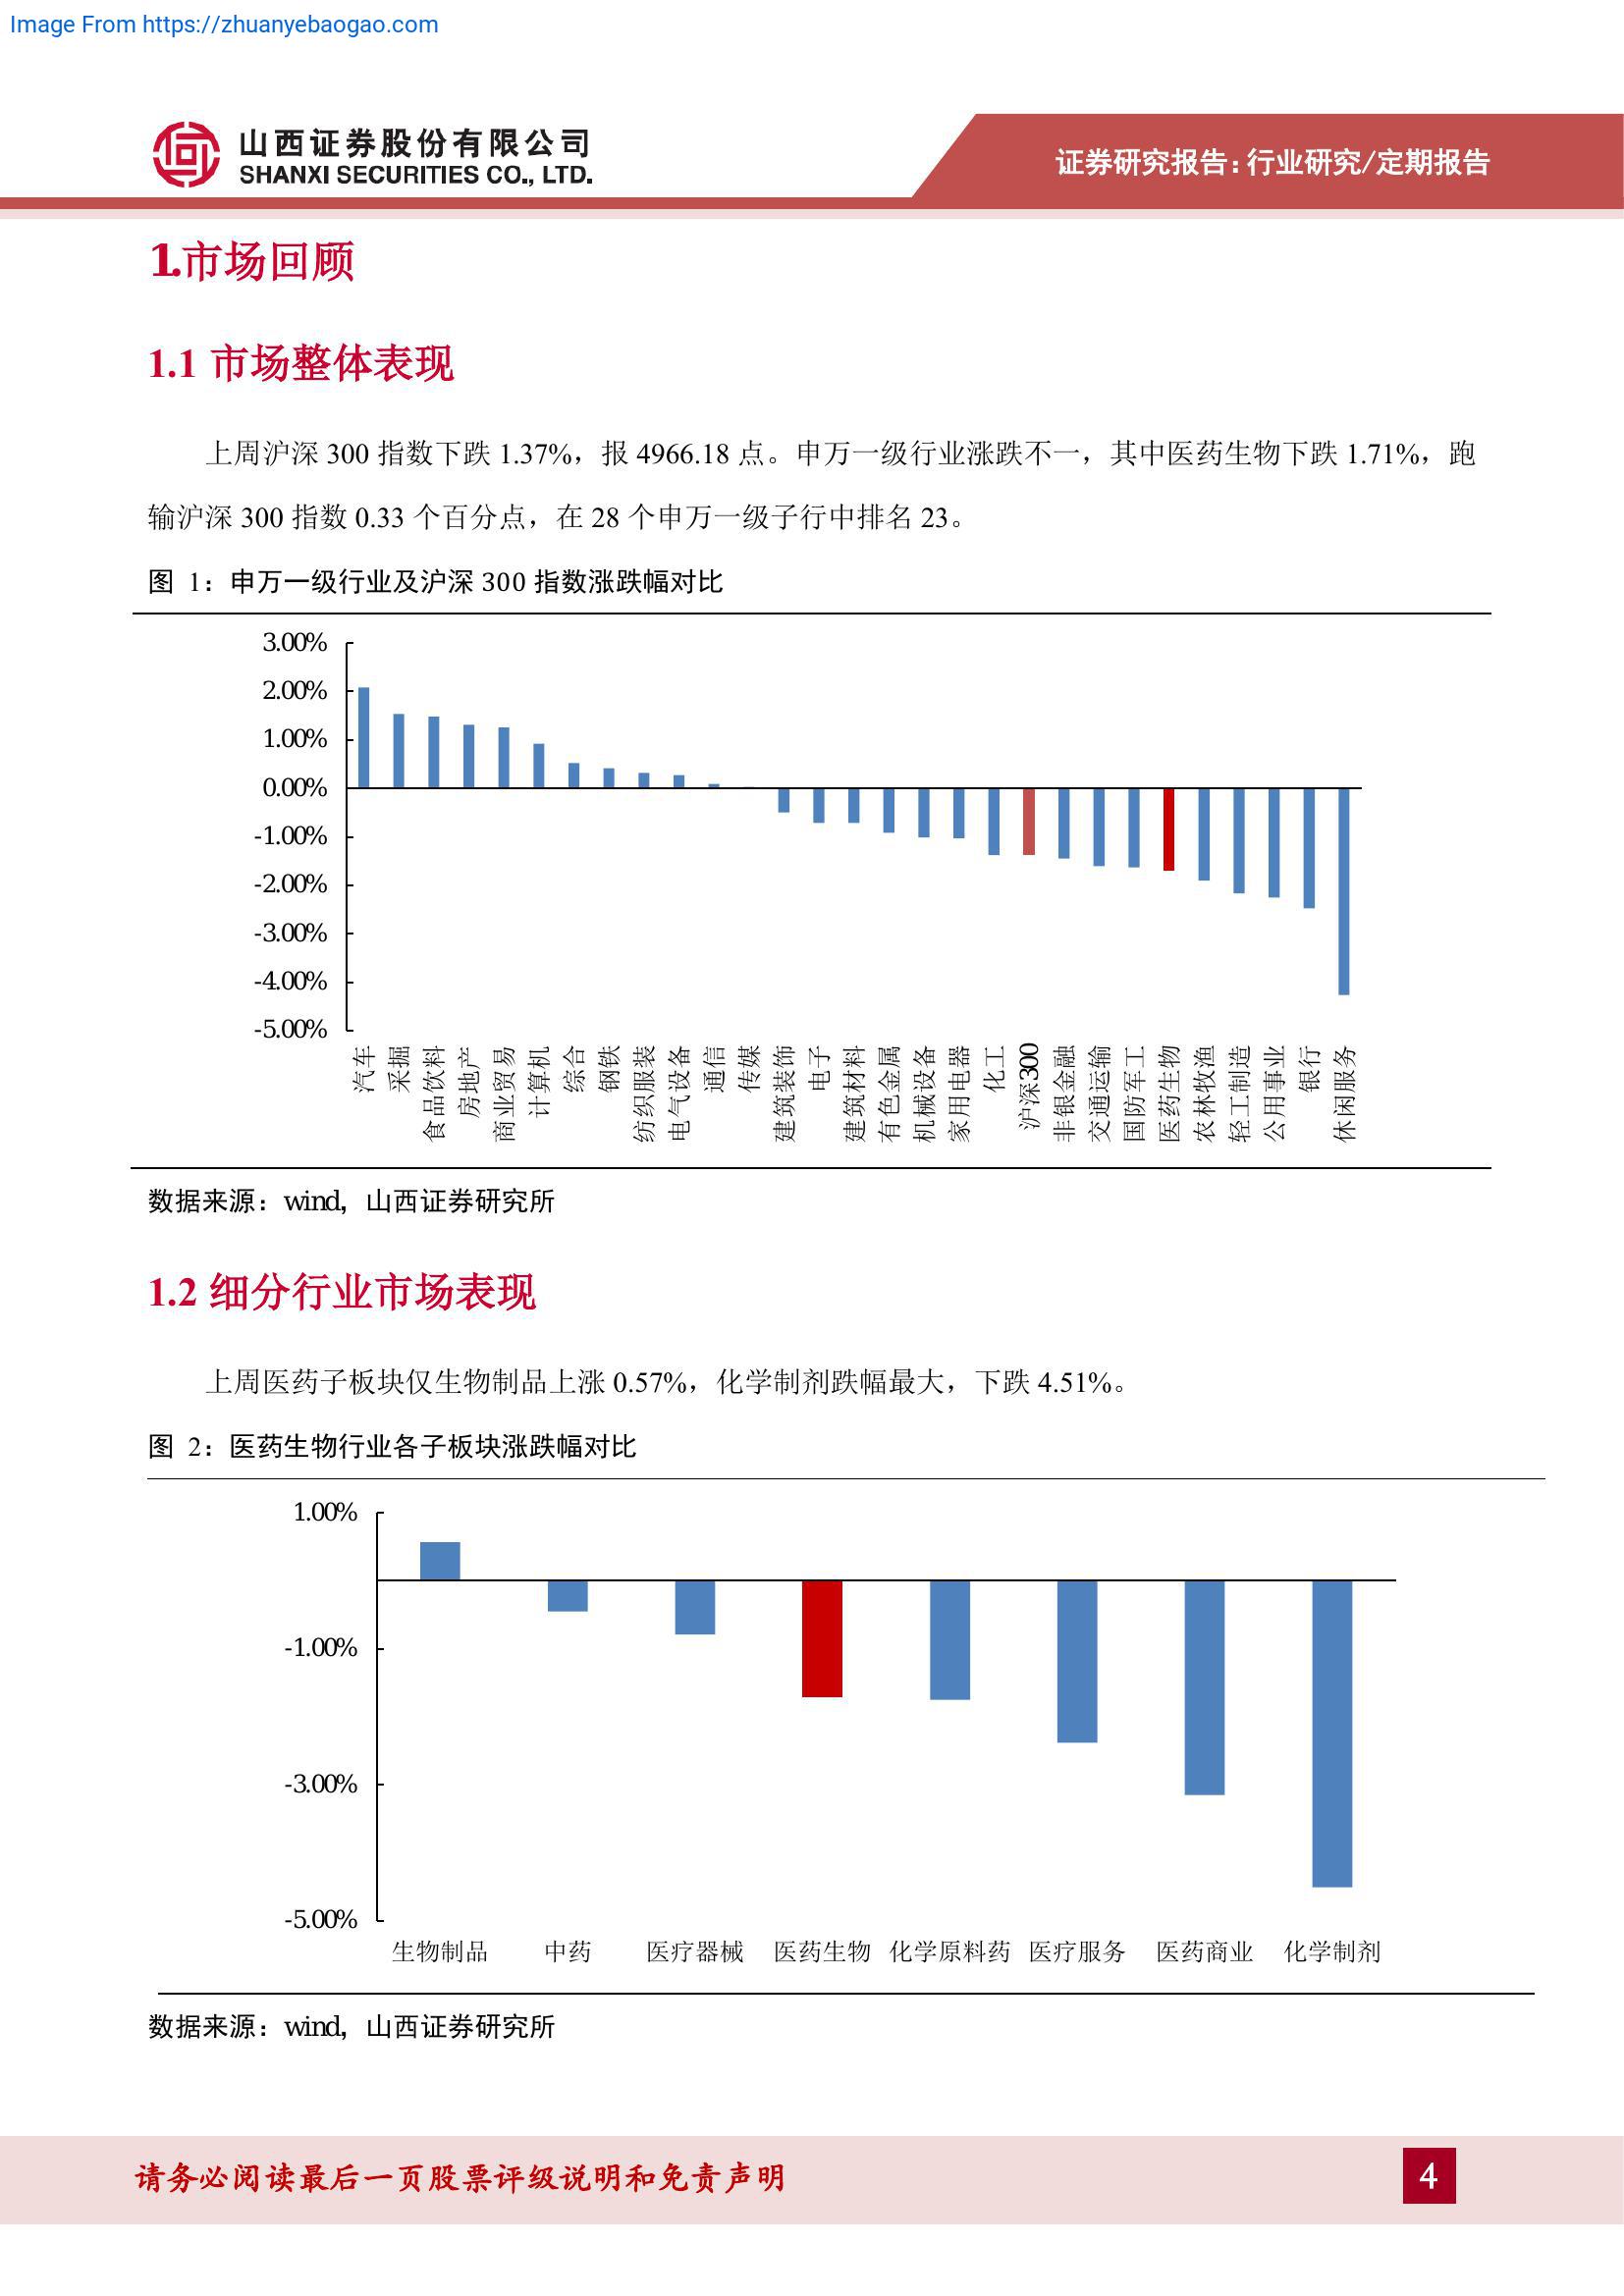 Image From https://zhuanyebaogao.com
山西证券股份有限公司
SHANXI SECURITIES CO., LTD.
证券研究报告:行业研究/定期报告
1.市场回顾
1.1 市场整体表现
上周沪深 300 指数下跌 1.37%，报 4966.18 点。申万一级行业涨跌不一，其中医药生物下跌 1.71%，跑
输沪深 300 指数 0.33 个百分点，在 28 个申万一级子行中排名 23。
图 1：申万一级行业及沪深 300 指数涨跌幅对比
3.00%
2.00%
1.00%
0.00%
-1.00%
-2.00%
-3.00%
-4.00%
-5.00%
汽车
采掘
食品饮料
房地产
商业贸易
计算机
综合
钢铁
纺织服装
电气设备
通信
传媒
建筑装饰
电子
建筑材料
有色金属
机械设备
家用电器
化工
沪深300
非银金融
交通运输
国防军工
医药生物
农林牧渔
轻工制造
公用事业
银行
休闲服务
数据来源：wind，山西证券研究所
1.2 细分行业市场表现
上周医药子板块仅生物制品上涨 0.57%，化学制剂跌幅最大，下跌 4.51%。
图 2：医药生物行业各子板块涨跌幅对比
1.00%
-1.00%
-3.00%
-5.00%
生物制品 中药 医疗器械 医药生物 化学原料药 医疗服务 医药商业 化学制剂
数据来源：wind，山西证券研究所
请务必阅读最后一页股票评级说明和免责声明
4